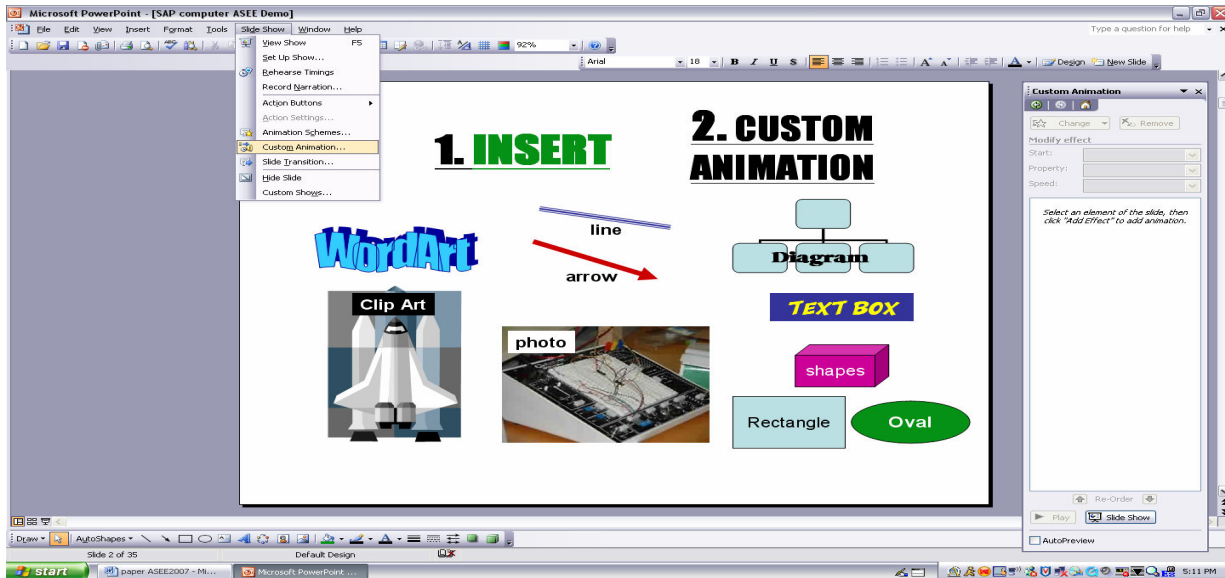 Microsoft PowerPoint - [SAP computer ASEE Demo]
File Edit View Insert Format Tools Slide Show Window Help
Type a question for help
92%
Arial 18 B I U S Design New Slide
View Show F5
Set Up Show...
Rehearse Timings
Record Narration...
Action Buttons
Action Settings...
Animation Schemes...
Custom Animation...
Slide Transition...
Hide Slide
Custom Shows...
1. INSERT
2. CUSTOM
ANIMATION
WordArt
line
arrow
Diagram
Clip Art
photo
TEXT BOX
shapes
Rectangle
Oval
Custom Animation
Change Remove
Modify effect
Start:
Property:
Speed:
Select an element of the slide, then
click "Add Effect" to add animation.
Re-Order
Play Slide Show
AutoPreview
Draw AutoShapes
Slide 2 of 35 Default Design
start paper ASEE2007 - Mi... Microsoft PowerPoint ... 5:11 PM